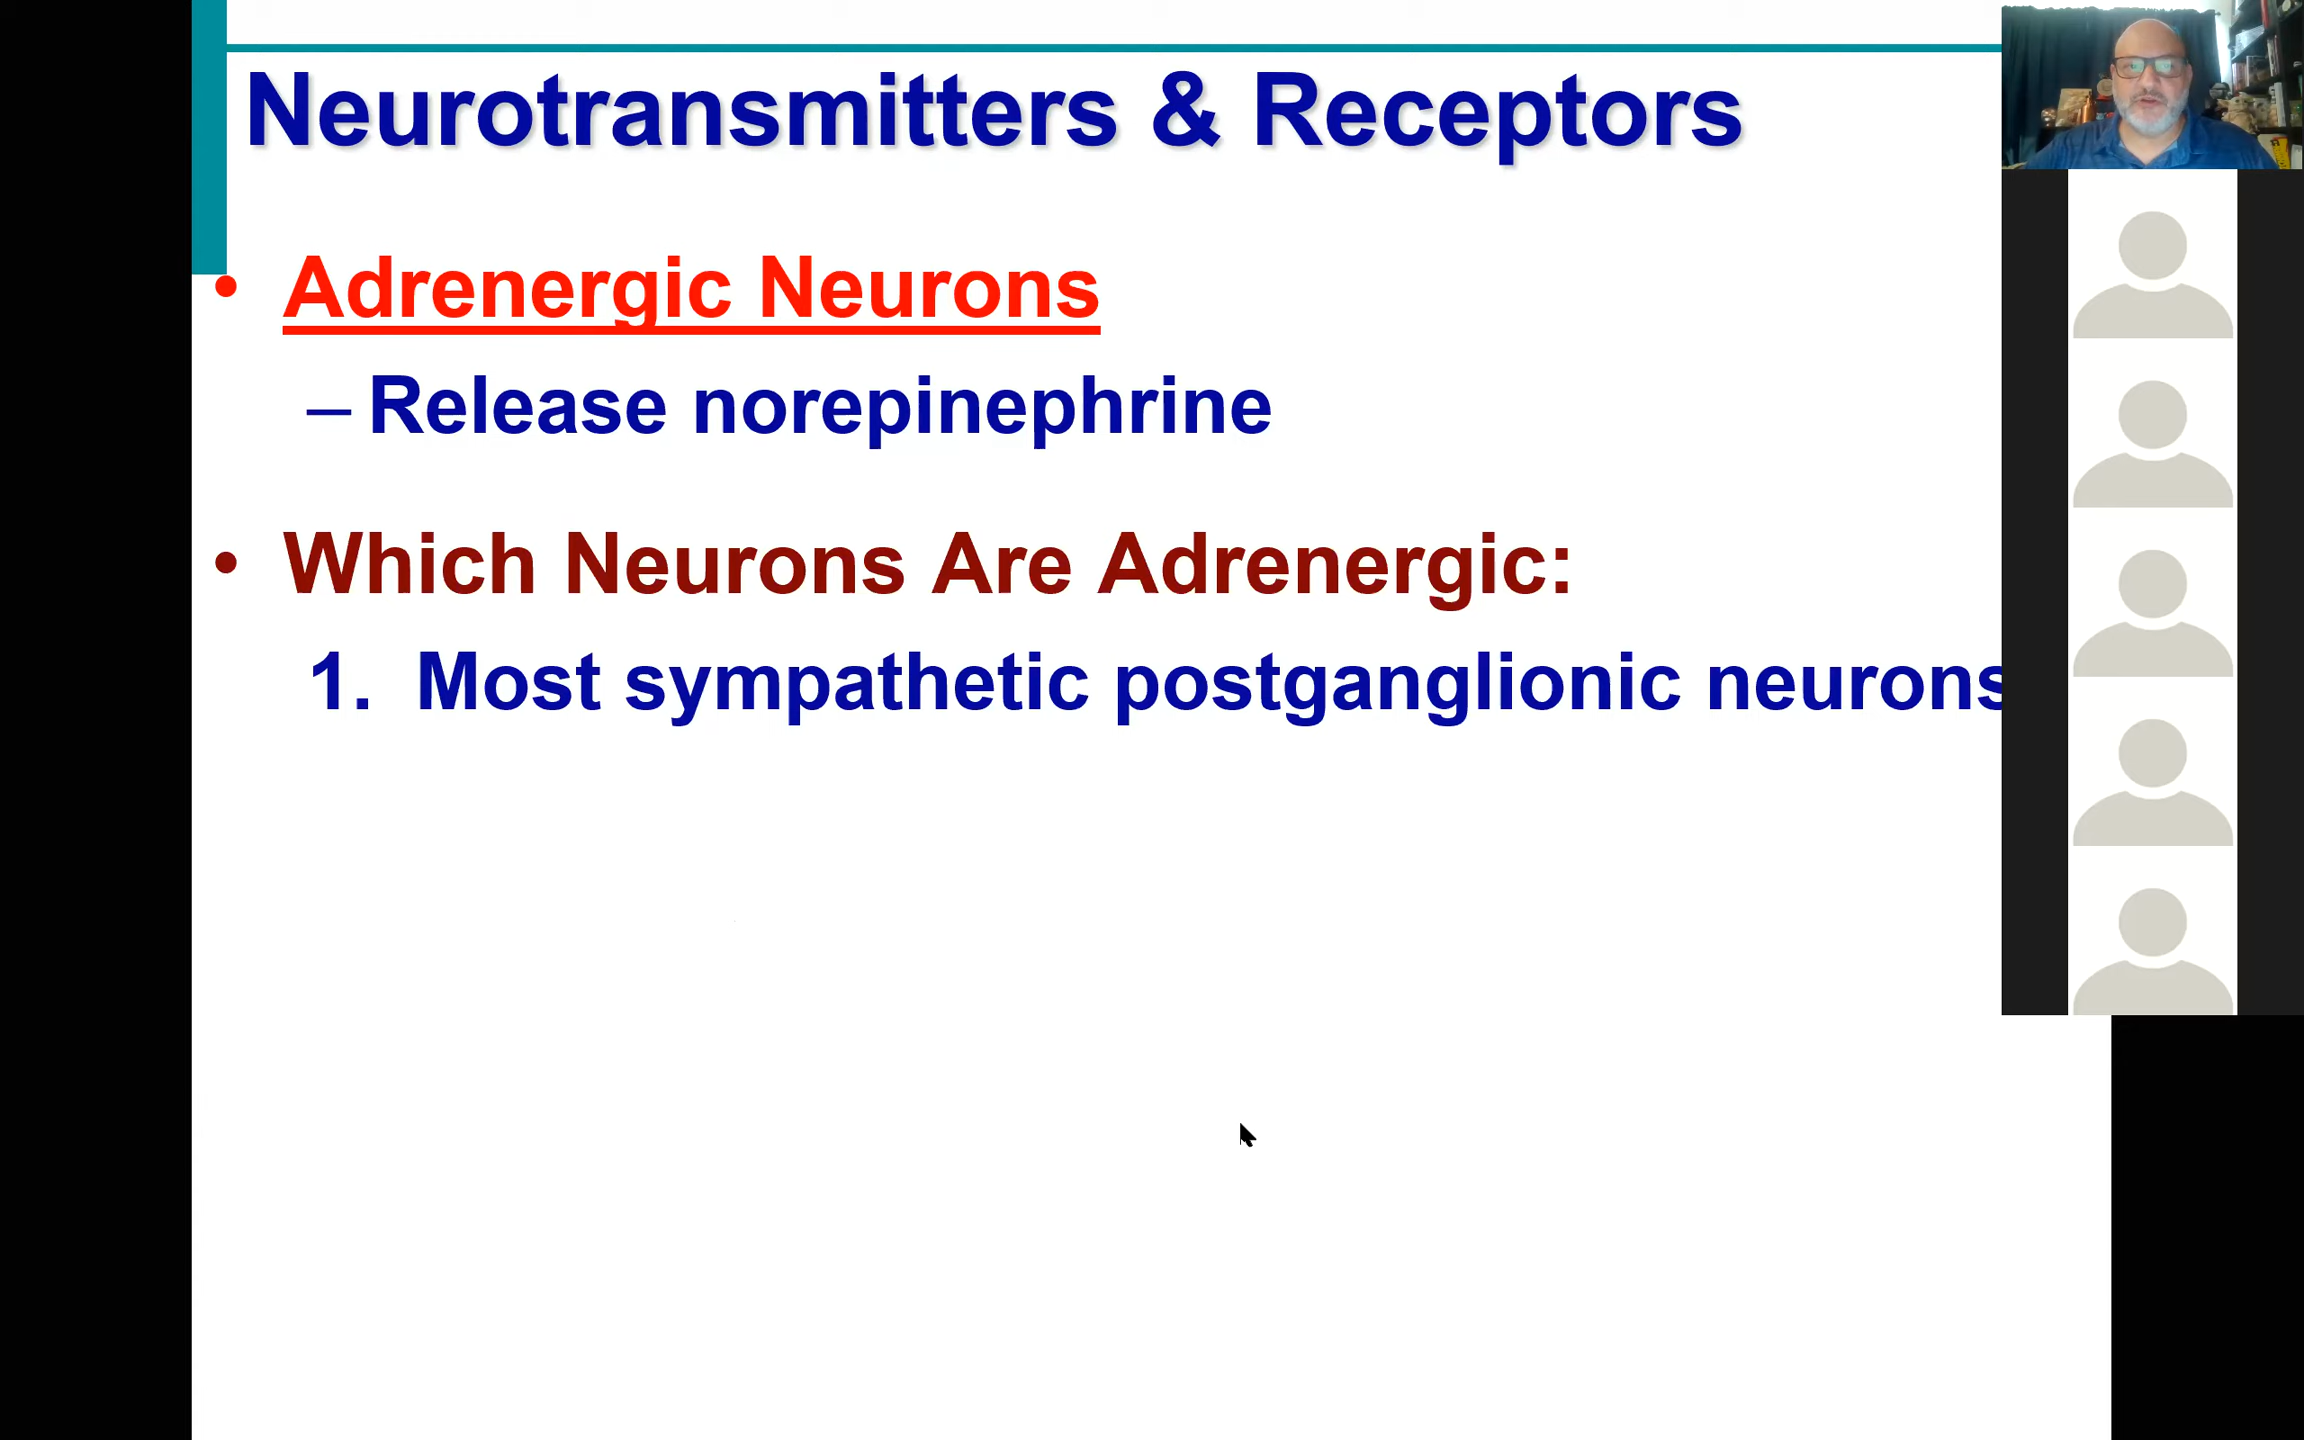 Neurotransmitters & Receptors
• Adrenergic Neurons
– Release norepinephrine
• Which Neurons Are Adrenergic:
1. Most sympathetic postganglionic neurons